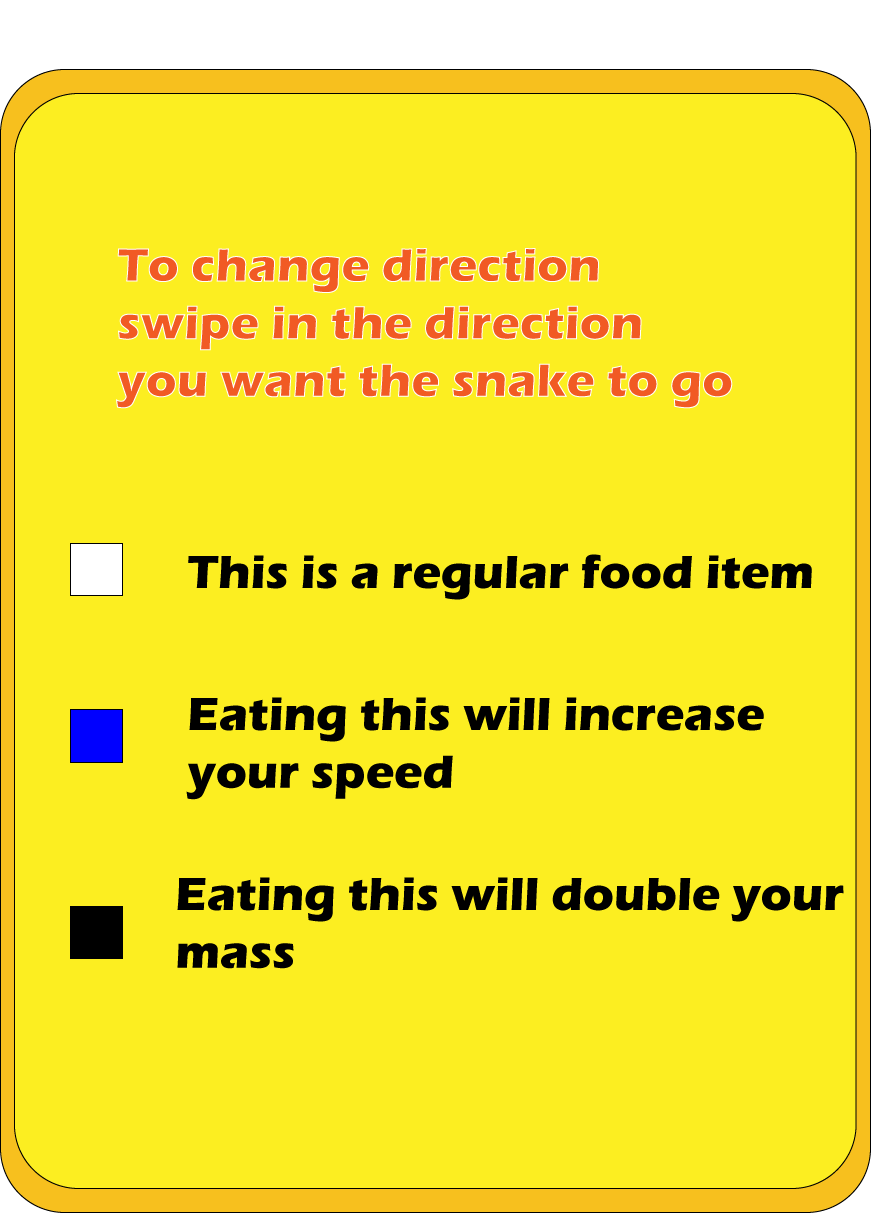 To change direction
swipe in the direction
you want the snake to go
This is a regular food item
Eating this will increase
your speed
Eating this will double your
mass